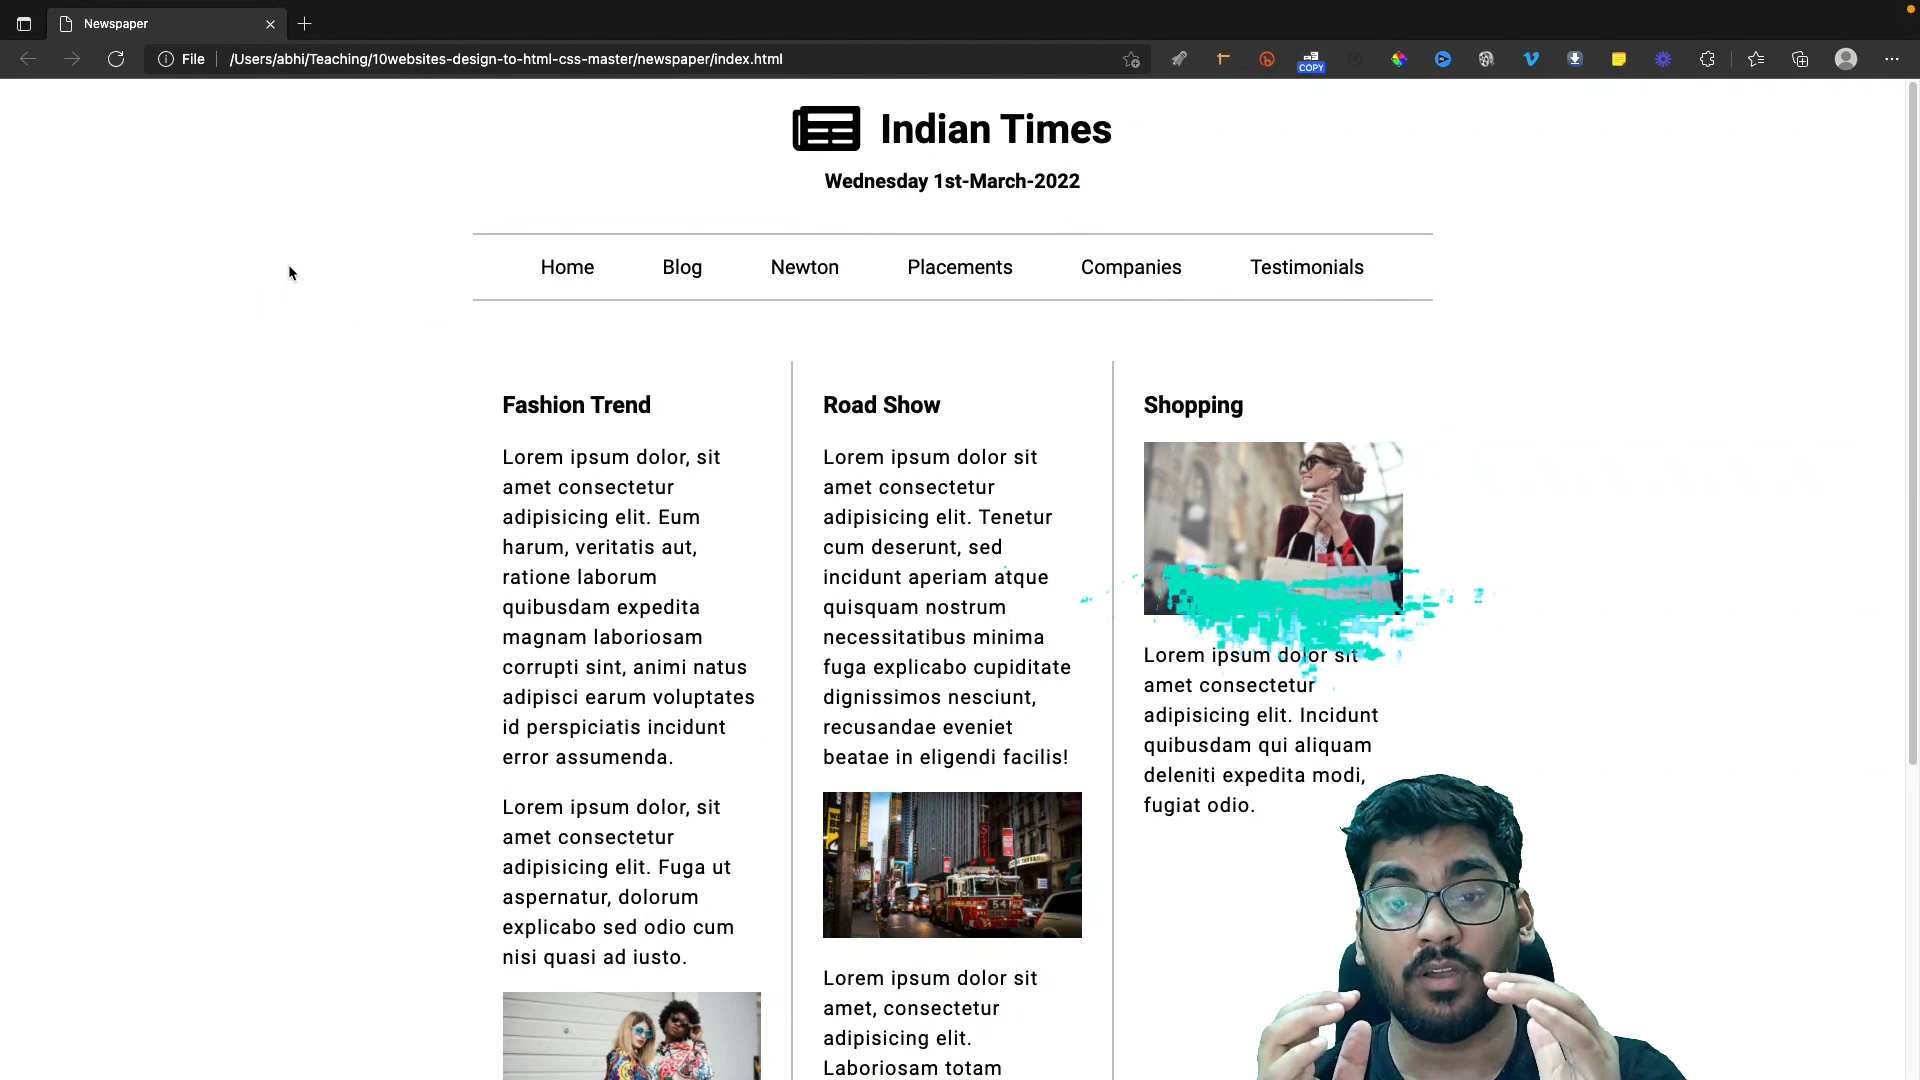 Newspaper
File
/Users/abhi/Teaching/10websites-design-to-html-css-master/newspaper/index.html
COPY
Indian Times
Wednesday 1st-March-2022
Home Blog Newton Placements Companies Testimonials
Fashion Trend
Lorem ipsum dolor, sit
amet consectetur
adipisicing elit. Eum
harum, veritatis aut,
ratione laborum
quibusdam expedita
magnam laboriosam
corrupti sint, animi natus
adipisci earum voluptates
id perspiciatis incidunt
error assumenda.
Lorem ipsum dolor, sit
amet consectetur
adipisicing elit. Fuga ut
aspernatur, dolorum
explicabo sed odio cum
nisi quasi ad iusto.
Road Show
Lorem ipsum dolor sit
amet consectetur
adipisicing elit. Tenetur
cum deserunt, sed
incidunt aperiam atque
quisquam nostrum
necessitatibus minima
fuga explicabo cupiditate
dignissimos nesciunt,
recusandae eveniet
beatae in eligendi facilis!
54
Lorem ipsum dolor sit
amet, consectetur
adipisicing elit.
Laboriosam totam
Shopping
Lorem ipsum dolor sit
amet consectetur
adipisicing elit. Incidunt
quibusdam qui aliquam
deleniti expedita modi,
fugiat odio.